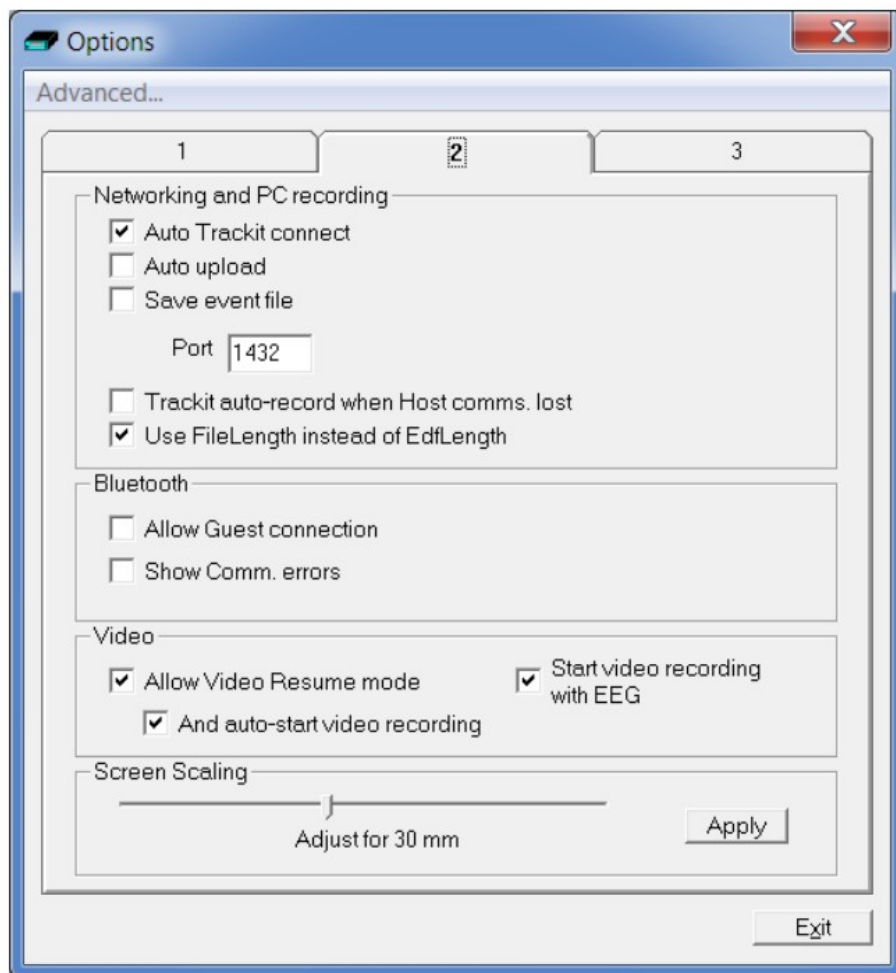 Options
X
Advanced...
1 2 3
Networking and PC recording
Auto Trackit connect
Auto upload
Save event file
Port 1432
Trackit auto-record when Host comms. lost
Use FileLength instead of EdfLength
Bluetooth
Allow Guest connection
Show Comm. errors
Video
Allow Video Resume mode
And auto-start video recording
Start video recording
with EEG
Screen Scaling
Adjust for 30 mm
Apply
Exit